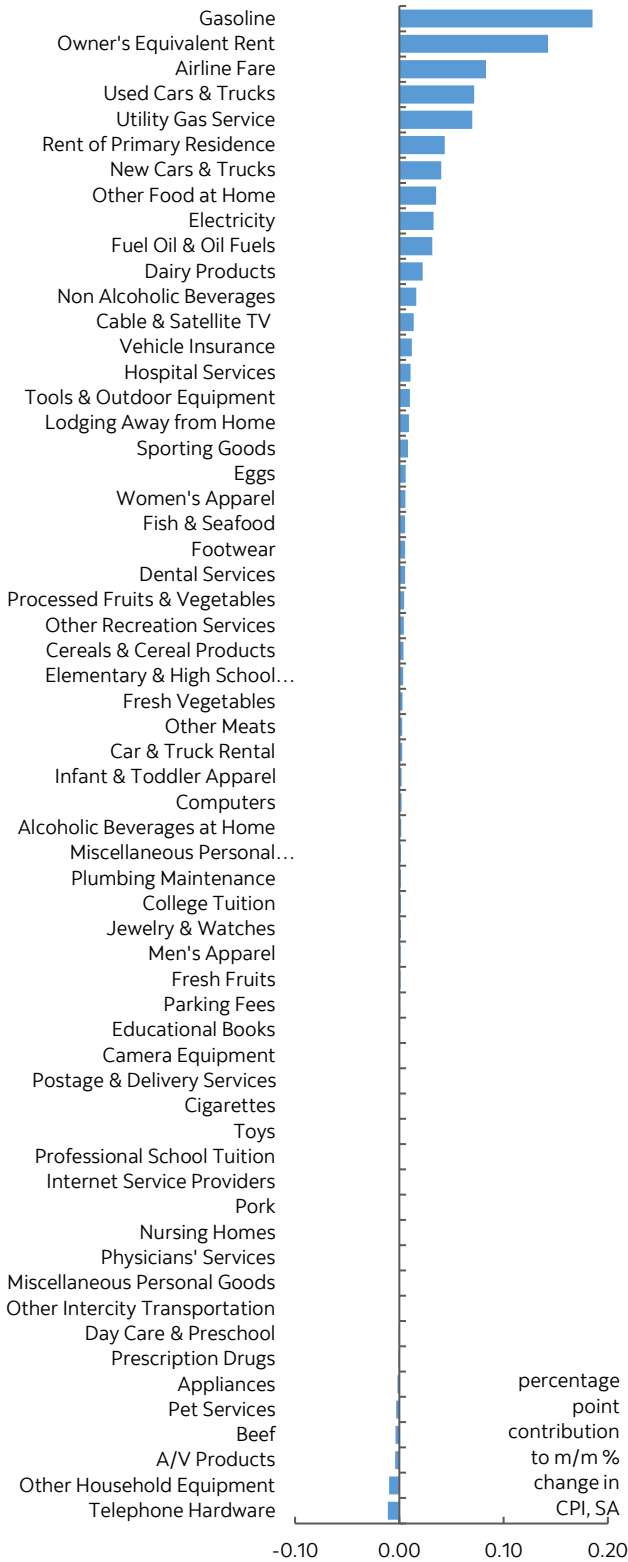 Gasoline
Owner's Equivalent Rent
Airline Fare
Used Cars & Trucks
Utility Gas Service
Rent of Primary Residence
New Cars & Trucks
Other Food at Home
Electricity
Fuel Oil & Oil Fuels
Dairy Products
Non Alcoholic Beverages
Cable & Satellite TV
Vehicle Insurance
Hospital Services
Tools & Outdoor Equipment
Lodging Away from Home
Sporting Goods
Eggs
Women's Apparel
Fish & Seafood
Footwear
Dental Services
Processed Fruits & Vegetables
Other Recreation Services
Cereals & Cereal Products
Elementary & High School…
Fresh Vegetables
Other Meats
Car & Truck Rental
Infant & Toddler Apparel
Computers
Alcoholic Beverages at Home
Miscellaneous Personal…
Plumbing Maintenance
College Tuition
Jewelry & Watches
Men's Apparel
Fresh Fruits
Parking Fees
Educational Books
Camera Equipment
Postage & Delivery Services
Cigarettes
Toys
Professional School Tuition
Internet Service Providers
Pork
Nursing Homes
Physicians' Services
Miscellaneous Personal Goods
Other Intercity Transportation
Day Care & Preschool
Prescription Drugs
Appliances
Pet Services
Beef
A/V Products
Other Household Equipment
Telephone Hardware
percentage
point
contribution
to m/m %
change in
CPI, SA
-0.10 0.00 0.10 0.20